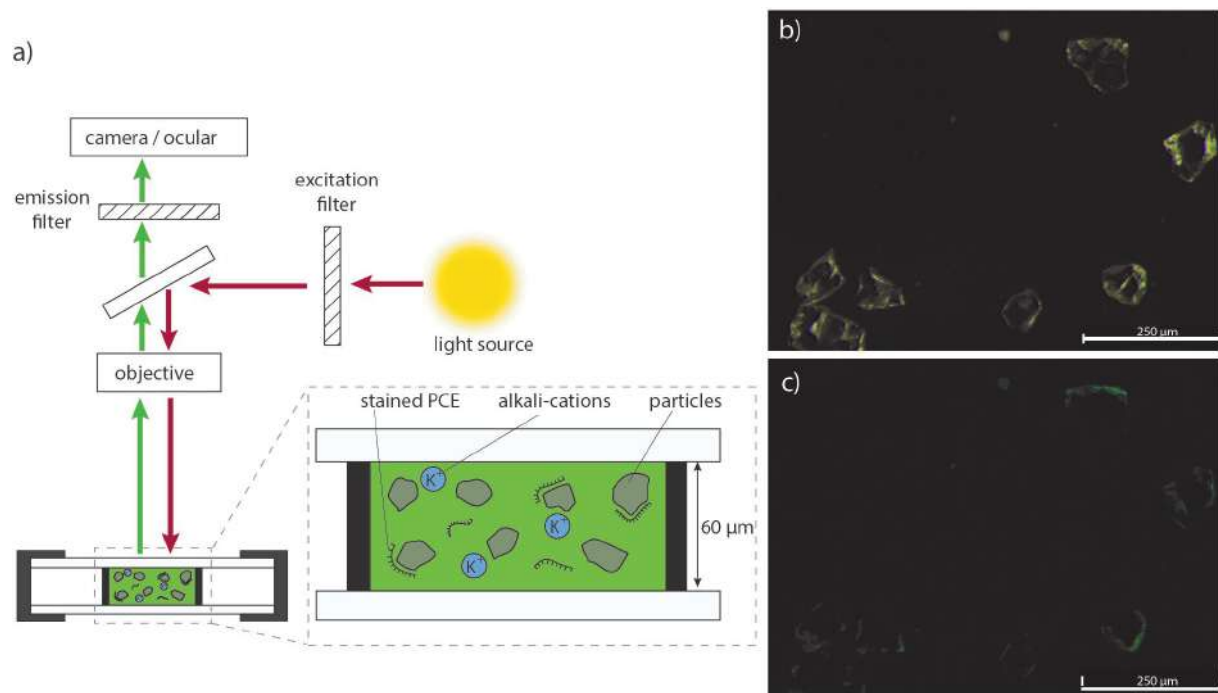 a)
camera / ocular
emission
filter
excitation
filter
light source
objective
stained PCE
alkali-cations
particles
K+
K+
K+
60 µm
b)
250 µm
c)
250 µm